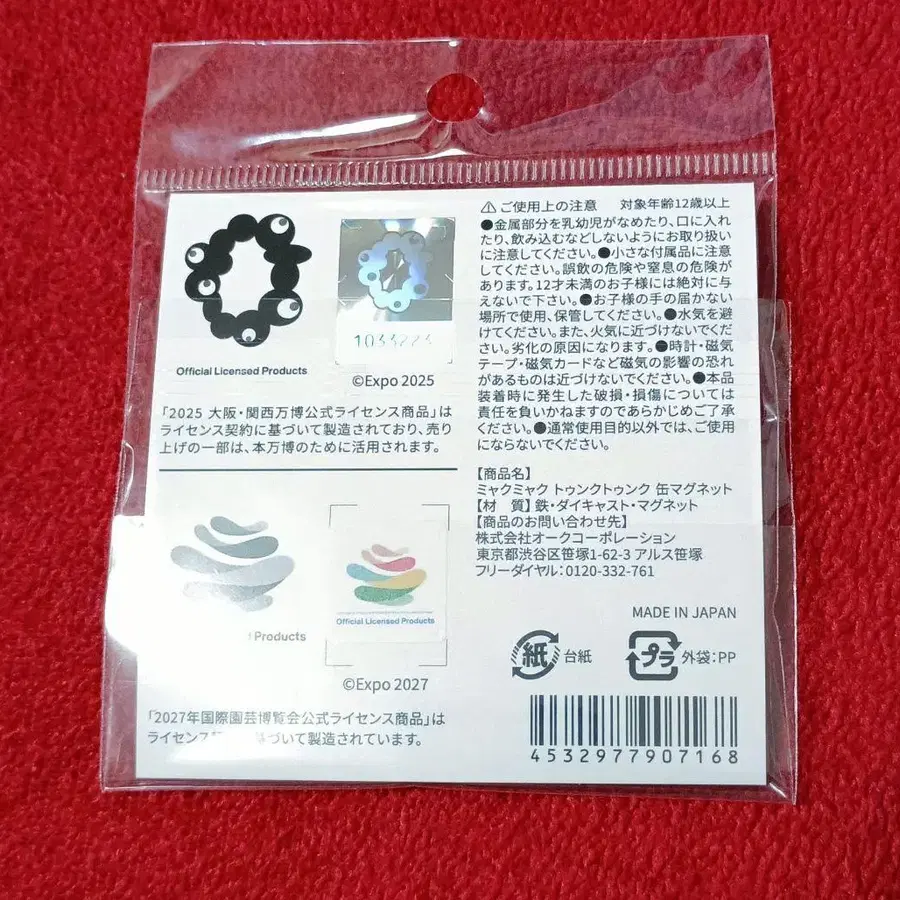 Official Licensed Products
1033223
©Expo 2025
「2025 大阪・関西万博公式ライセンス商品」は
ライセンス契約に基づいて製造されており、売り
上げの一部は、本万博のために活用されます。
d Products
Official Licensed Products
©Expo 2027
「2027年国際園芸博覧会公式ライセンス商品」は
ライセンス 基づいて製造されています。
⚠ ご使用上の注意 対象年齢12歳以上
●金属部分を乳幼児がなめたり、口に入れ
たり、飲み込むなどしないようにお取り扱い
に注意してください。●小さな付属品に注意
してください。誤飲の危険や窒息の危険が
あります。12才未満のお子様には絶対に与
えないで下さい。●お子様の手の届かない
場所で使用、保管してください。●水気を避
けてください。また、火気に近づけないでくだ
さい。劣化の原因になります。●時計・磁気
テープ・磁気カードなど磁気の影響の恐れ
があるものは近づけないでください。●本品
装着時に発生した破損・損傷については
責任を負いかねますのであらかじめご了承
ください。●通常使用目的以外では、ご使用
にならないでください。
【商品名】
ミャクミャク トゥンクトゥンク 缶マグネット
【材　質】鉄・ダイキャスト・マグネット
【商品のお問い合わせ先】
株式会社オークコーポレーション
東京都渋谷区笹塚1-62-3 アルス笹塚
フリーダイヤル：0120-332-761
MADE IN JAPAN
紙 台紙 プラ 外袋：PP
4532977907168